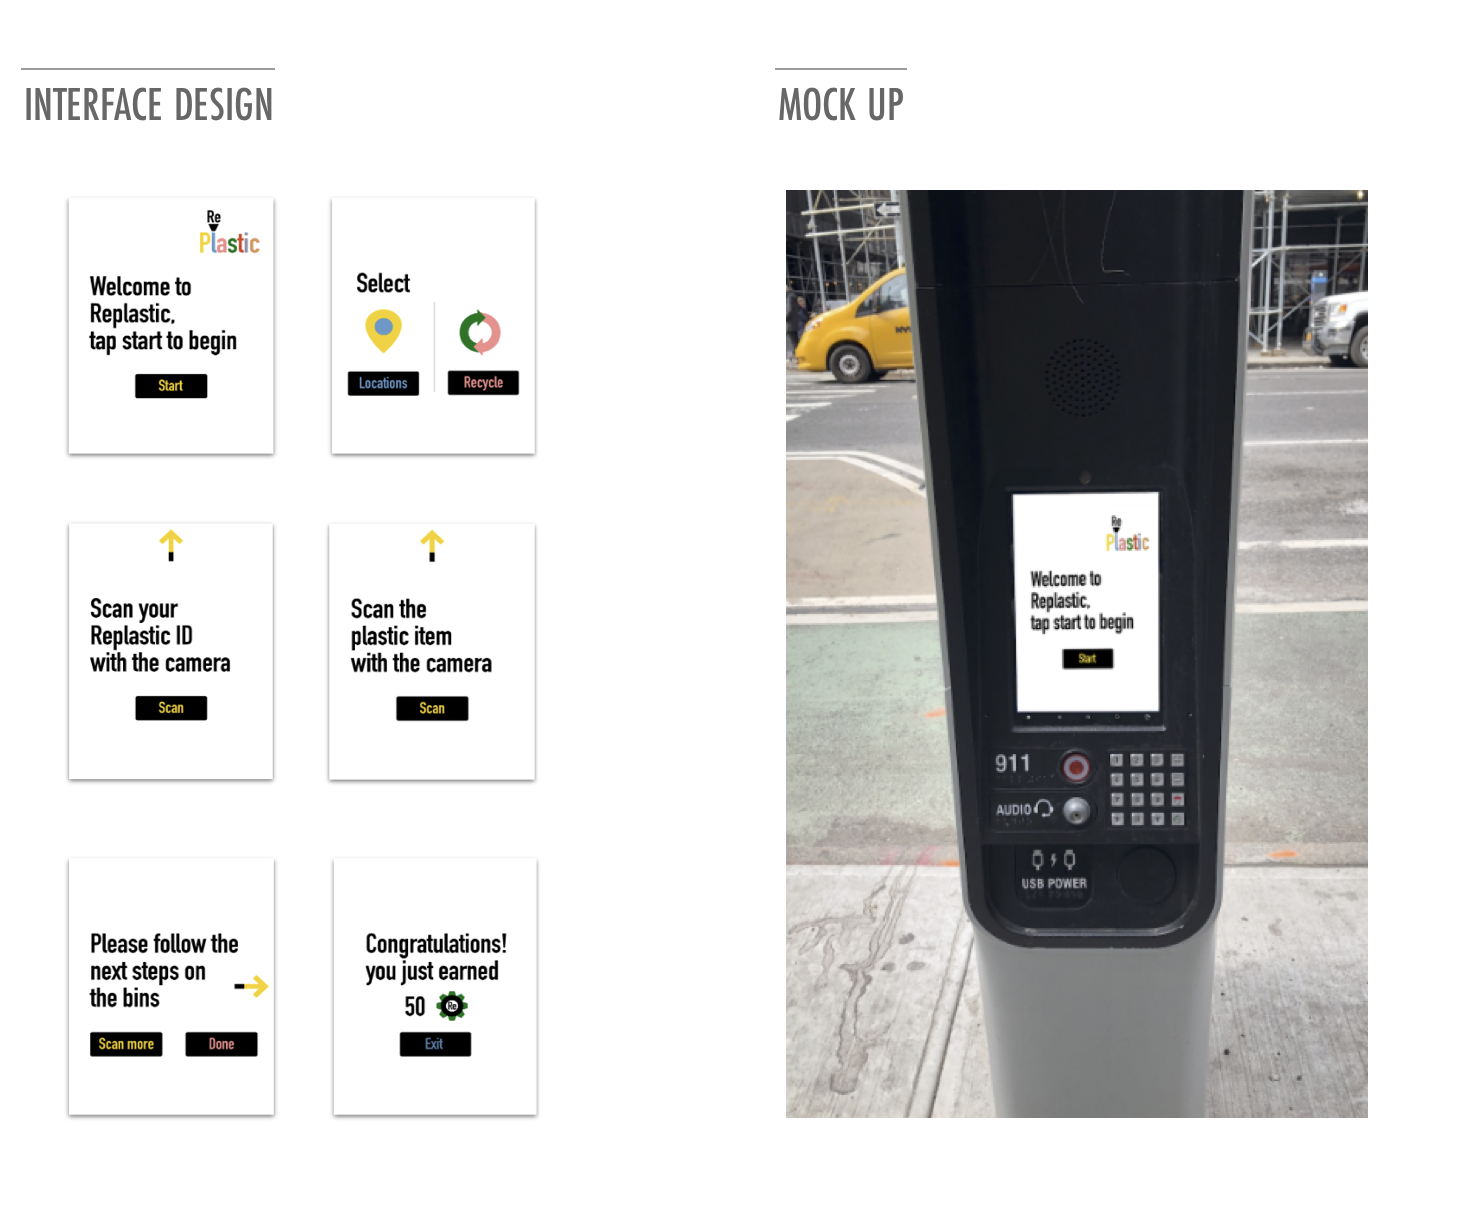 INTERFACE DESIGN
MOCK UP
Re
Plastic
Welcome to
Replastic,
tap start to begin
Start
Select
Locations
Recycle
Scan your
Replastic ID
with the camera
Scan
Scan the
plastic item
with the camera
Scan
Please follow the
next steps on
the bins
Scan more
Done
Congratulations!
you just earned
50
Re
Exit
Re
Plastic
Welcome to
Replastic,
tap start to begin
Start
911
AUDIO
USB POWER